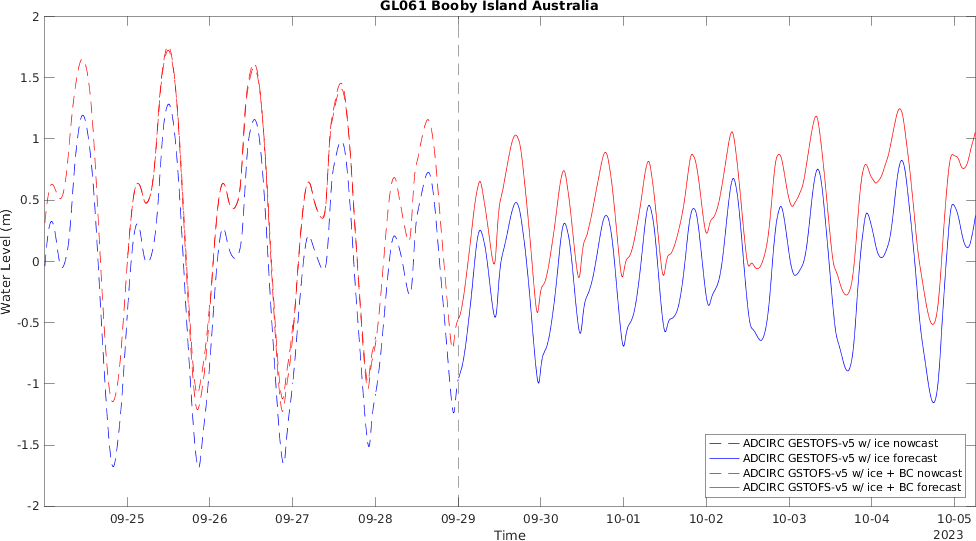 GL061 Booby Island Australia
2
1.5
1
0.5
0
-0.5
-1
-1.5
-2
Water Level (m)
ADCIRC GESTOFS-v5 w/ ice nowcast
ADCIRC GESTOFS-v5 w/ ice forecast
ADCIRC GSTOFS-v5 w/ ice + BC nowcast
ADCIRC GSTOFS-v5 w/ ice + BC forecast
09-25 09-26 09-27 09-28 09-29 09-30 10-01 10-02 10-03 10-04 10-05
Time
2023